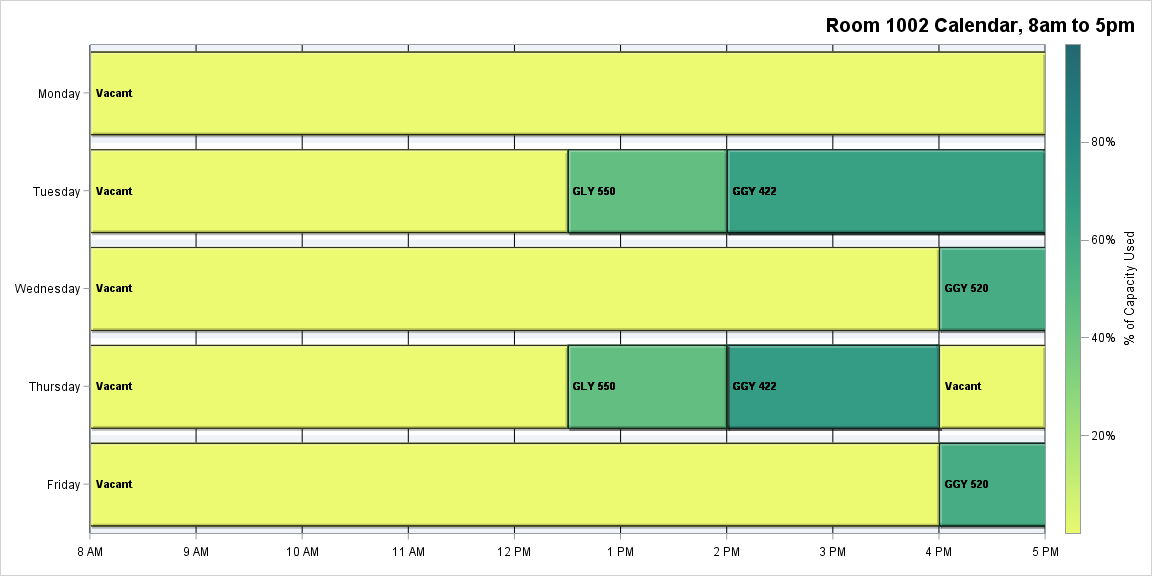 Room 1002 Calendar, 8am to 5pm
Monday
Vacant
Tuesday
Vacant
GLY 550
GGY 422
Wednesday
Vacant
GGY 520
Thursday
Vacant
GLY 550
GGY 422
Vacant
Friday
Vacant
GGY 520
8 AM
9 AM
10 AM
11 AM
12 PM
1 PM
2 PM
3 PM
4 PM
5 PM
80%
60%
40%
20%
% of Capacity Used